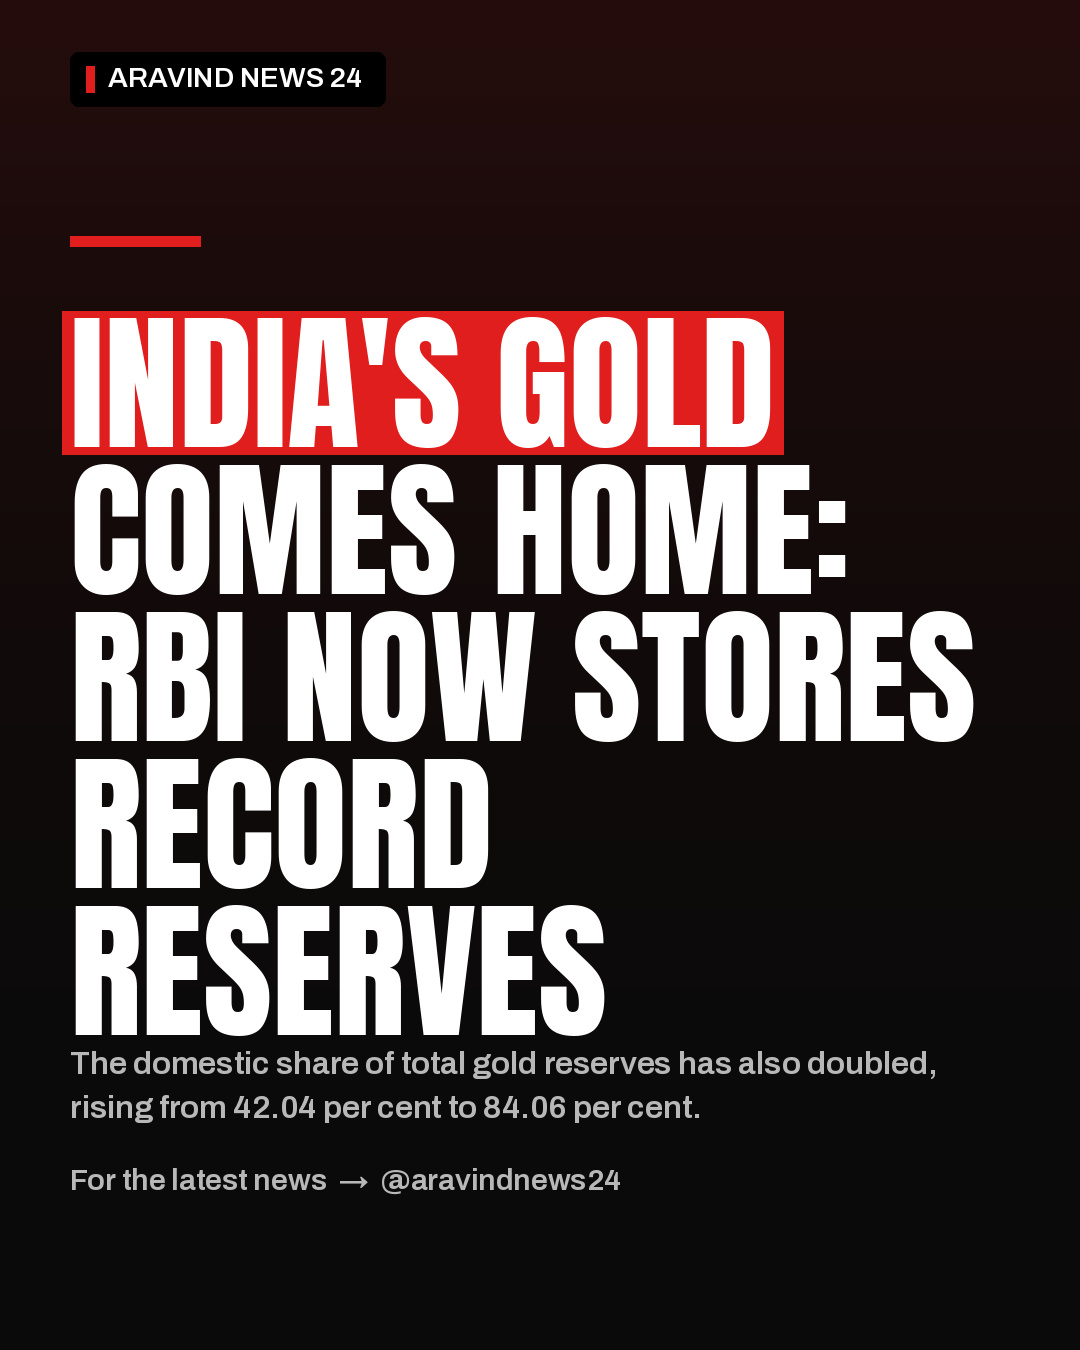 ARAVIND NEWS 24
INDIA'S GOLD
COMES HOME:
RBI NOW STORES
RECORD
RESERVES
The domestic share of total gold reserves has also doubled,
rising from 42.04 per cent to 84.06 per cent.
For the latest news → @aravindnews24